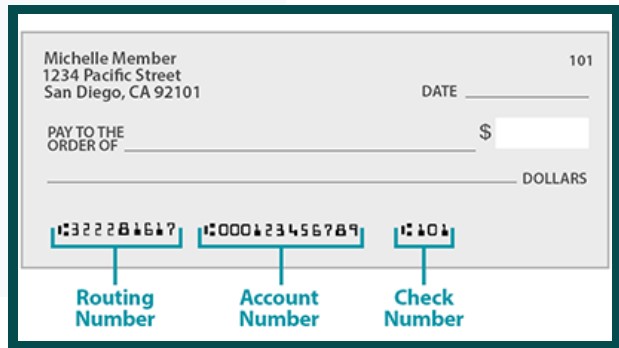 Michelle Member 101
1234 Pacific Street
San Diego, CA 92101 DATE
PAY TO THE
ORDER OF $
DOLLARS
⑆322281617⑆ ⑆000123456789⑆ ⑆101⑆
Routing Number
Account Number
Check Number